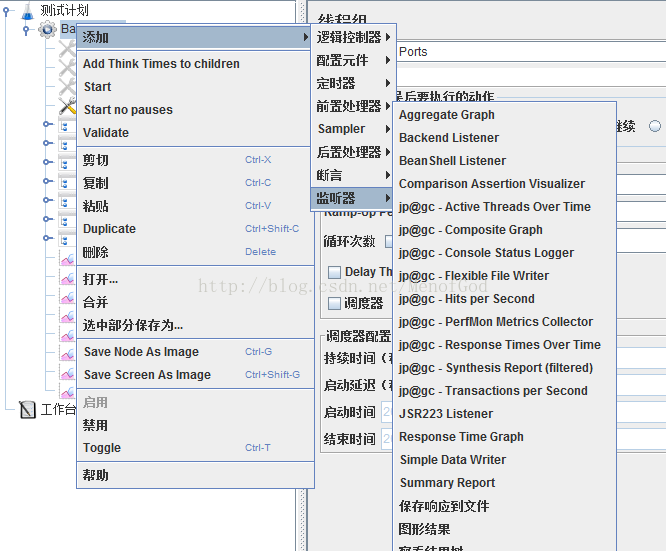 测试计划
Ba
添加
Add Think Times to children
Start
Start no pauses
Validate
剪切 Ctrl-X
复制 Ctrl-C
粘贴 Ctrl-V
Duplicate Ctrl+Shift-C
删除 Delete
打开...
合并
选中部分保存为...
Save Node As Image Ctrl-G
Save Screen As Image Ctrl+Shift-G
启用
禁用
Toggle Ctrl-T
帮助
工作台
线程组
逻辑控制器
配置元件
定时器
前置处理器
Sampler
后置处理器
断言
监听器
Ports
后要执行的动作
继续
循环次数
Delay Th
调度器
调度器配置
持续时间
启动延迟
启动时间
结束时间
Aggregate Graph
Backend Listener
BeanShell Listener
Comparison Assertion Visualizer
jp@gc - Active Threads Over Time
jp@gc - Composite Graph
jp@gc - Console Status Logger
jp@gc - Flexible File Writer
jp@gc - Hits per Second
jp@gc - PerfMon Metrics Collector
jp@gc - Response Times Over Time
jp@gc - Synthesis Report (filtered)
jp@gc - Transactions per Second
JSR223 Listener
Response Time Graph
Simple Data Writer
Summary Report
保存响应到文件
图形结果
http://blog.csdn.net/MenofGod